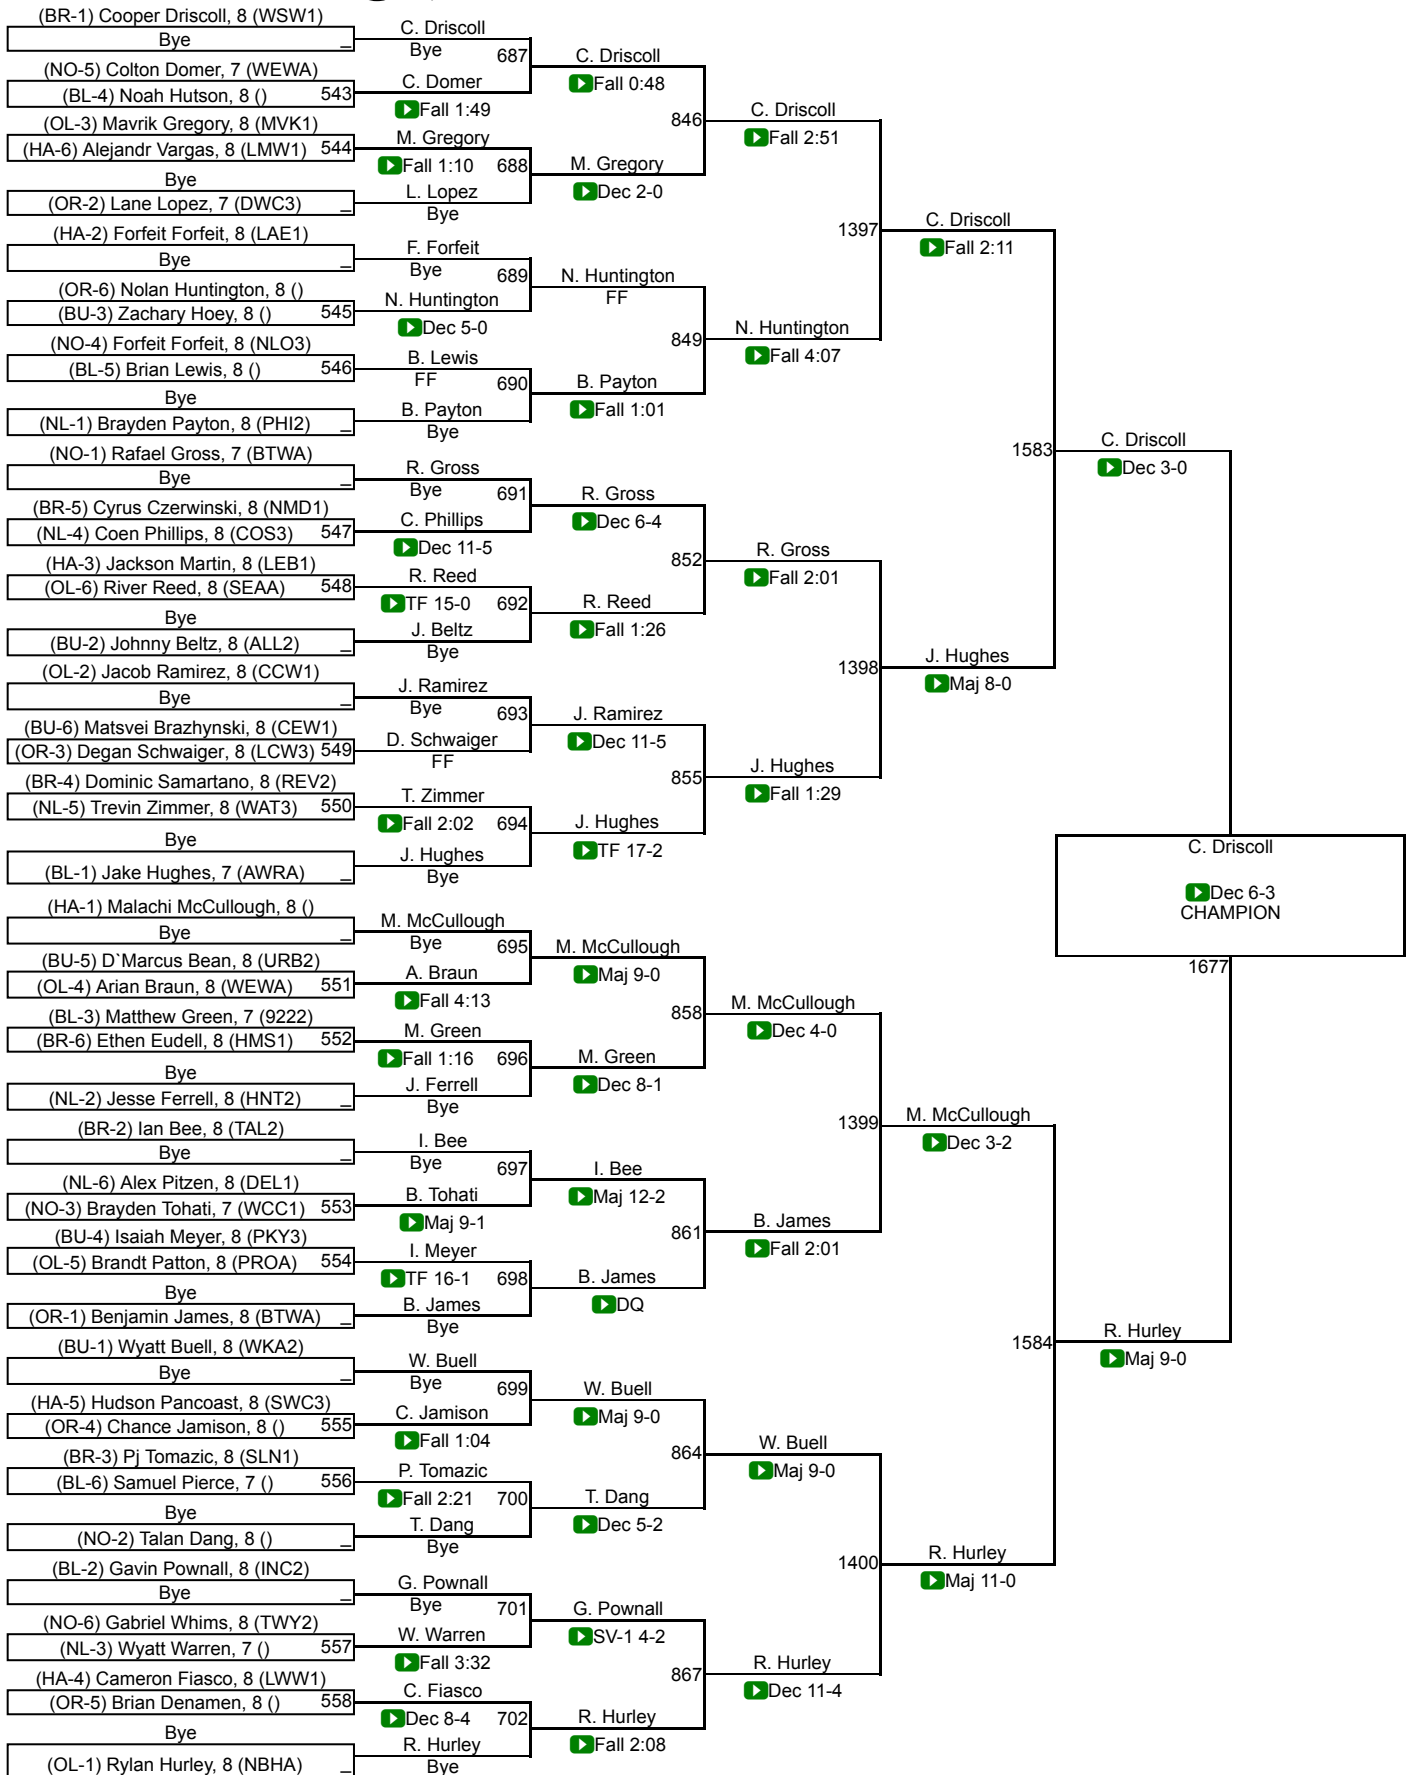 (BR-1) Cooper Driscoll, 8 (WSW1)
Bye _
(NO-5) Colton Domer, 7 (WEWA)
(BL-4) Noah Hutson, 8 () 543
(OL-3) Mavrik Gregory, 8 (MVK1)
(HA-6) Alejandr Vargas, 8 (LMW1) 544
Bye
(OR-2) Lane Lopez, 7 (DWC3) _
(HA-2) Forfeit Forfeit, 8 (LAE1)
Bye _
(OR-6) Nolan Huntington, 8 ()
(BU-3) Zachary Hoey, 8 () 545
(NO-4) Forfeit Forfeit, 8 (NLO3)
(BL-5) Brian Lewis, 8 () 546
Bye
(NL-1) Brayden Payton, 8 (PHI2) _
(NO-1) Rafael Gross, 7 (BTWA)
Bye _
(BR-5) Cyrus Czerwinski, 8 (NMD1)
(NL-4) Coen Phillips, 8 (COS3) 547
(HA-3) Jackson Martin, 8 (LEB1)
(OL-6) River Reed, 8 (SEAA) 548
Bye
(BU-2) Johnny Beltz, 8 (ALL2) _
(OL-2) Jacob Ramirez, 8 (CCW1)
Bye _
(BU-6) Matsvei Brazhynski, 8 (CEW1)
(OR-3) Degan Schwaiger, 8 (LCW3) 549
(BR-4) Dominic Samartano, 8 (REV2)
(NL-5) Trevin Zimmer, 8 (WAT3) 550
Bye
(BL-1) Jake Hughes, 7 (AWRA) _
(HA-1) Malachi McCullough, 8 ()
Bye _
(BU-5) D`Marcus Bean, 8 (URB2)
(OL-4) Arian Braun, 8 (WEWA) 551
(BL-3) Matthew Green, 7 (9222)
(BR-6) Ethen Eudell, 8 (HMS1) 552
Bye
(NL-2) Jesse Ferrell, 8 (HNT2) _
(BR-2) Ian Bee, 8 (TAL2)
Bye _
(NL-6) Alex Pitzen, 8 (DEL1)
(NO-3) Brayden Tohati, 7 (WCC1) 553
(BU-4) Isaiah Meyer, 8 (PKY3)
(OL-5) Brandt Patton, 8 (PROA) 554
Bye
(OR-1) Benjamin James, 8 (BTWA) _
(BU-1) Wyatt Buell, 8 (WKA2)
Bye _
(HA-5) Hudson Pancoast, 8 (SWC3)
(OR-4) Chance Jamison, 8 () 555
(BR-3) Pj Tomazic, 8 (SLN1)
(BL-6) Samuel Pierce, 7 () 556
Bye
(NO-2) Talan Dang, 8 () _
(BL-2) Gavin Pownall, 8 (INC2)
Bye _
(NO-6) Gabriel Whims, 8 (TWY2)
(NL-3) Wyatt Warren, 7 () 557
(HA-4) Cameron Fiasco, 8 (LWW1)
(OR-5) Brian Denamen, 8 () 558
Bye
(OL-1) Rylan Hurley, 8 (NBHA) _
C. Driscoll
Bye 687
C. Domer
Fall 1:49
M. Gregory
Fall 1:10 688
L. Lopez
Bye
F. Forfeit
Bye 689
N. Huntington
Dec 5-0
B. Lewis
FF 690
B. Payton
Bye
R. Gross
Bye 691
C. Phillips
Dec 11-5
R. Reed
TF 15-0 692
J. Beltz
Bye
J. Ramirez
Bye 693
D. Schwaiger
FF
T. Zimmer
Fall 2:02 694
J. Hughes
Bye
M. McCullough
Bye 695
A. Braun
Fall 4:13
M. Green
Fall 1:16 696
J. Ferrell
Bye
I. Bee
Bye 697
B. Tohati
Maj 9-1
I. Meyer
TF 16-1 698
B. James
Bye
W. Buell
Bye 699
C. Jamison
Fall 1:04
P. Tomazic
Fall 2:21 700
T. Dang
Bye
G. Pownall
Bye 701
W. Warren
Fall 3:32
C. Fiasco
Dec 8-4 702
R. Hurley
Bye
C. Driscoll
Fall 0:48
846
M. Gregory
Dec 2-0
N. Huntington
FF
849
B. Payton
Fall 1:01
R. Gross
Dec 6-4
852
R. Reed
Fall 1:26
J. Ramirez
Dec 11-5
855
J. Hughes
TF 17-2
M. McCullough
Maj 9-0
858
M. Green
Dec 8-1
I. Bee
Maj 12-2
861
B. James
DQ
W. Buell
Maj 9-0
864
T. Dang
Dec 5-2
G. Pownall
SV-1 4-2
867
R. Hurley
Fall 2:08
C. Driscoll
Fall 2:51
1397
N. Huntington
Fall 4:07
R. Gross
Fall 2:01
1398
J. Hughes
Fall 1:29
M. McCullough
Dec 4-0
1399
B. James
Fall 2:01
W. Buell
Maj 9-0
1400
R. Hurley
Dec 11-4
C. Driscoll
Fall 2:11
1583
J. Hughes
Maj 8-0
M. McCullough
Dec 3-2
1584
R. Hurley
Maj 11-0
C. Driscoll
Dec 3-0
R. Hurley
Maj 9-0
C. Driscoll
Dec 6-3
CHAMPION
1677